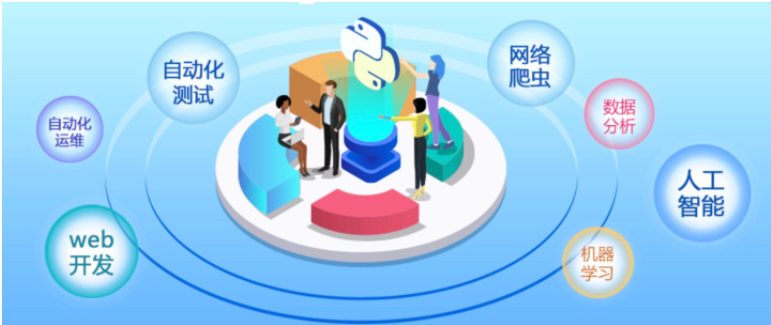 自动化
测试
网络
爬虫
自动化
运维
数据
分析
人工
智能
web
开发
机器
学习